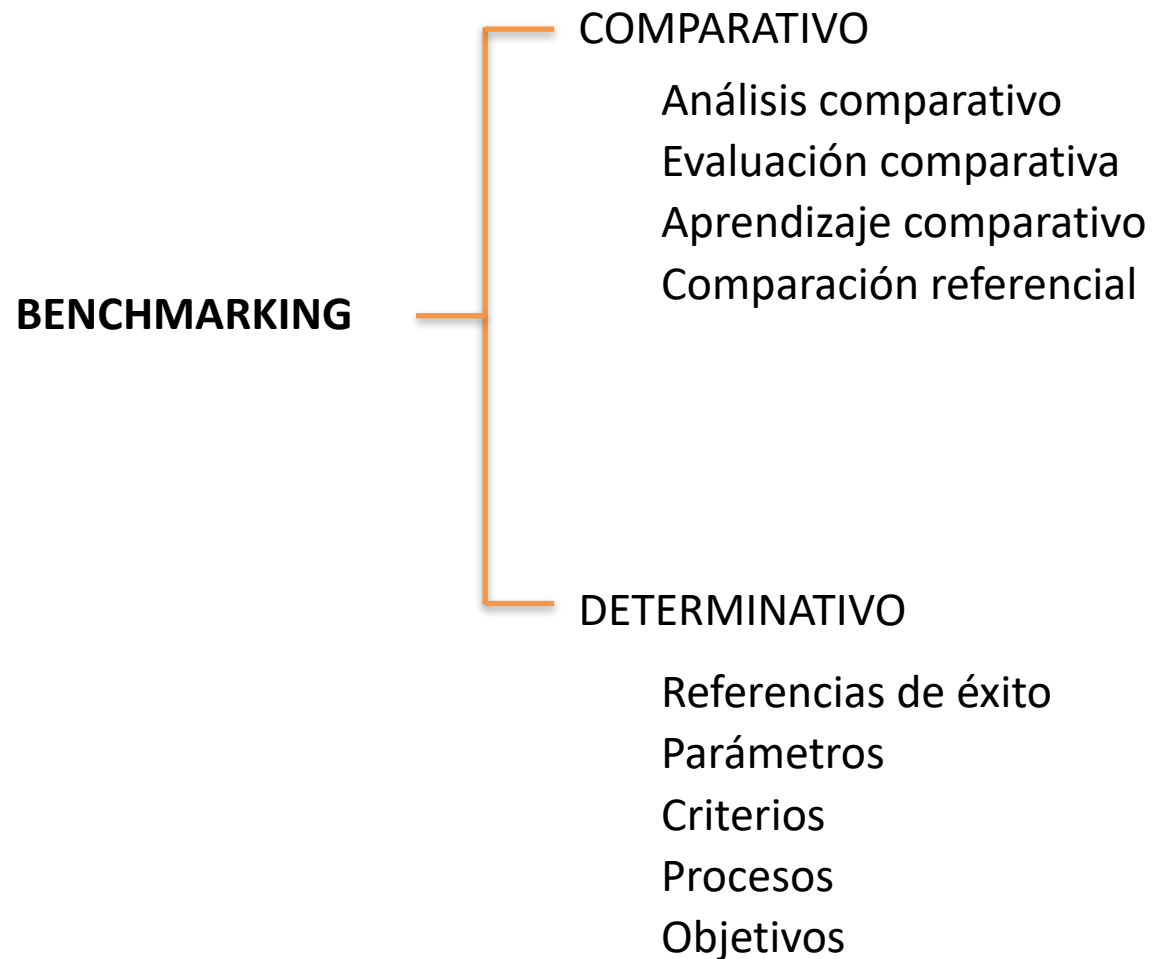 COMPARATIVO
Análisis comparativo
Evaluación comparativa
Aprendizaje comparativo
Comparación referencial
BENCHMARKING
DETERMINATIVO
Referencias de éxito
Parámetros
Criterios
Procesos
Objetivos